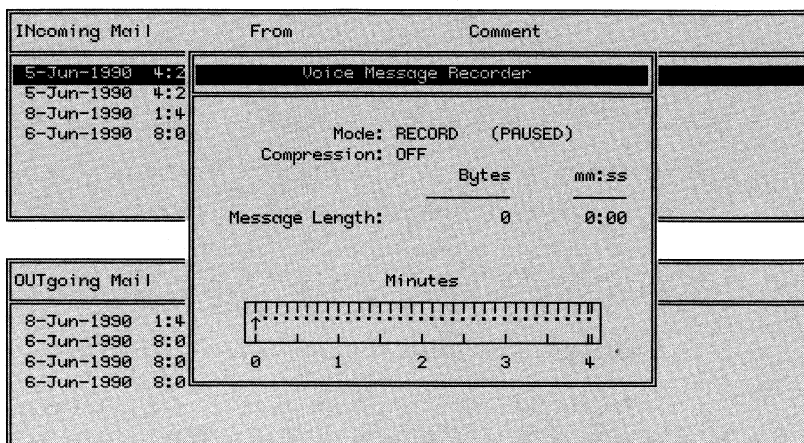 INcoming Mail From Comment
5-Jun-1990 4:2
5-Jun-1990 4:2
8-Jun-1990 1:4
6-Jun-1990 8:0
Voice Message Recorder
Mode: RECORD (PAUSED)
Compression: OFF
Bytes mm:ss
Message Length: 0 0:00
Minutes
0 1 2 3 4
OUTgoing Mail
8-Jun-1990 1:4
6-Jun-1990 8:0
6-Jun-1990 8:0
6-Jun-1990 8:0